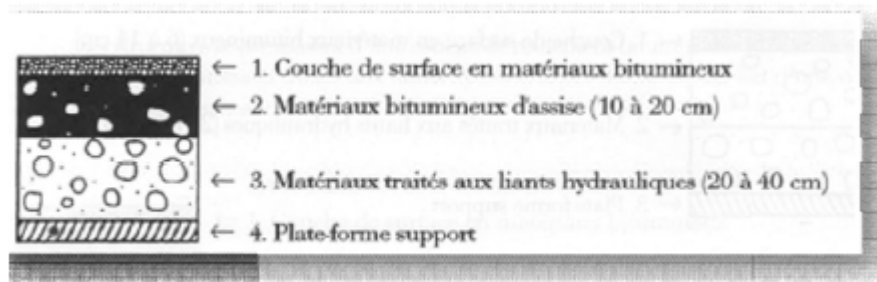 ← 1. Couche de surface en matériaux bitumineux
← 2. Matériaux bitumineux d'assise (10 à 20 cm)
← 3. Matériaux traités aux liants hydrauliques (20 à 40 cm)
← 4. Plate-forme support